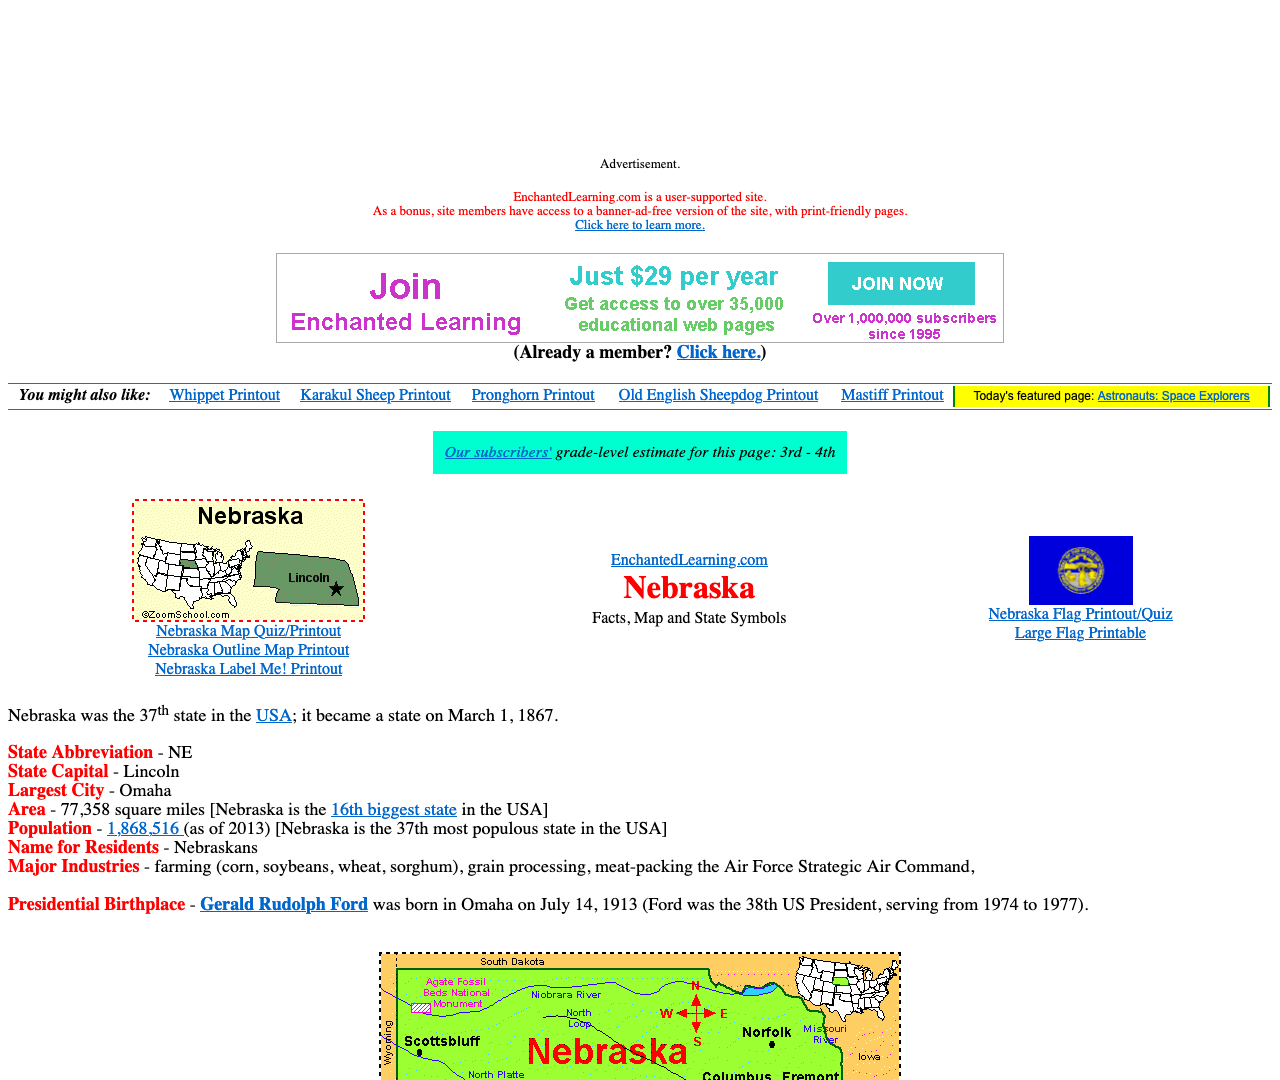 Advertisement.
EnchantedLearning.com is a user-supported site.
As a bonus, site members have access to a banner-ad-free version of the site, with print-friendly pages.
Click here to learn more.
Join
Enchanted Learning
Just $29 per year
Get access to over 35,000
educational web pages
JOIN NOW
Over 1,000,000 subscribers
since 1995
(Already a member? Click here.)
You might also like: Whippet Printout Karakul Sheep Printout Pronghorn Printout Old English Sheepdog Printout Mastiff Printout Today's featured page: Astronauts: Space Explorers
Our subscribers' grade-level estimate for this page: 3rd - 4th
Nebraska
Lincoln
©ZoomSchool.com
Nebraska Map Quiz/Printout
Nebraska Outline Map Printout
Nebraska Label Me! Printout
EnchantedLearning.com
Nebraska
Facts, Map and State Symbols
Nebraska Flag Printout/Quiz
Large Flag Printable
Nebraska was the 37th state in the USA; it became a state on March 1, 1867.
State Abbreviation - NE
State Capital - Lincoln
Largest City - Omaha
Area - 77,358 square miles [Nebraska is the 16th biggest state in the USA]
Population - 1,868,516 (as of 2013) [Nebraska is the 37th most populous state in the USA]
Name for Residents - Nebraskans
Major Industries - farming (corn, soybeans, wheat, sorghum), grain processing, meat-packing the Air Force Strategic Air Command,
Presidential Birthplace - Gerald Rudolph Ford was born in Omaha on July 14, 1913 (Ford was the 38th US President, serving from 1974 to 1977).
South Dakota
Agate Fossil
Beds National
Monument
Niobrara River
North
Loop
N
W E
S
Wyoming
Scottsbluff
Nebraska
Norfolk
Missouri
River
Iowa
North Platte
Columbus Fremont